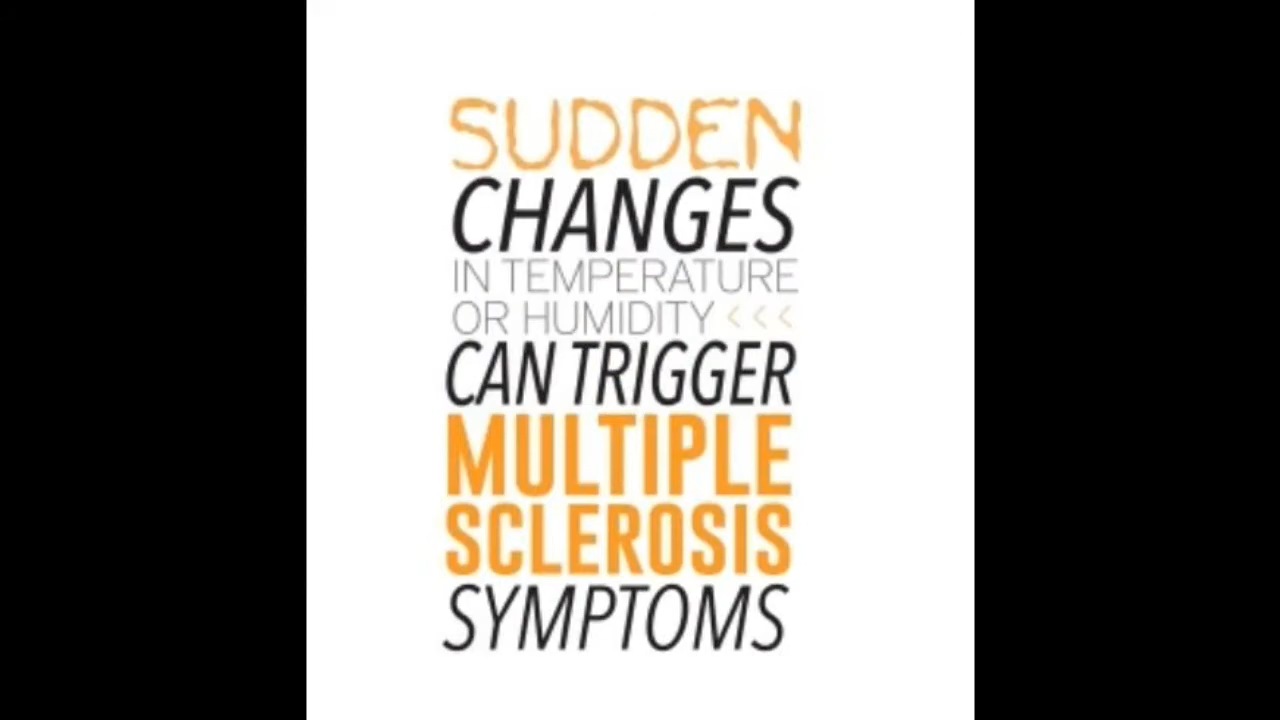 SUDDEN
CHANGES
IN TEMPERATURE
OR HUMIDITY <<<
CAN TRIGGER
MULTIPLE
SCLEROSIS
SYMPTOMS